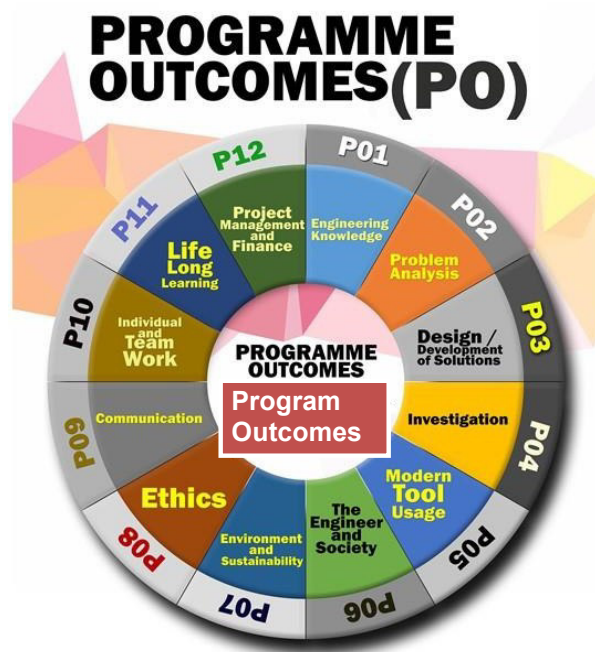 PROGRAMME
OUTCOMES(PO)
P01
Engineering
Knowledge
P02
Problem
Analysis
P03
Design /
Development
of Solutions
P04
Investigation
P05
Modern
Tool
Usage
P06
The
Engineer
and
Society
P07
Environment
and
Sustainability
P08
Ethics
P09
Communication
P10
Individual
and
Team
Work
P11
Life
Long
Learning
P12
Project
Management
and
Finance
PROGRAMME
OUTCOMES
Program
Outcomes